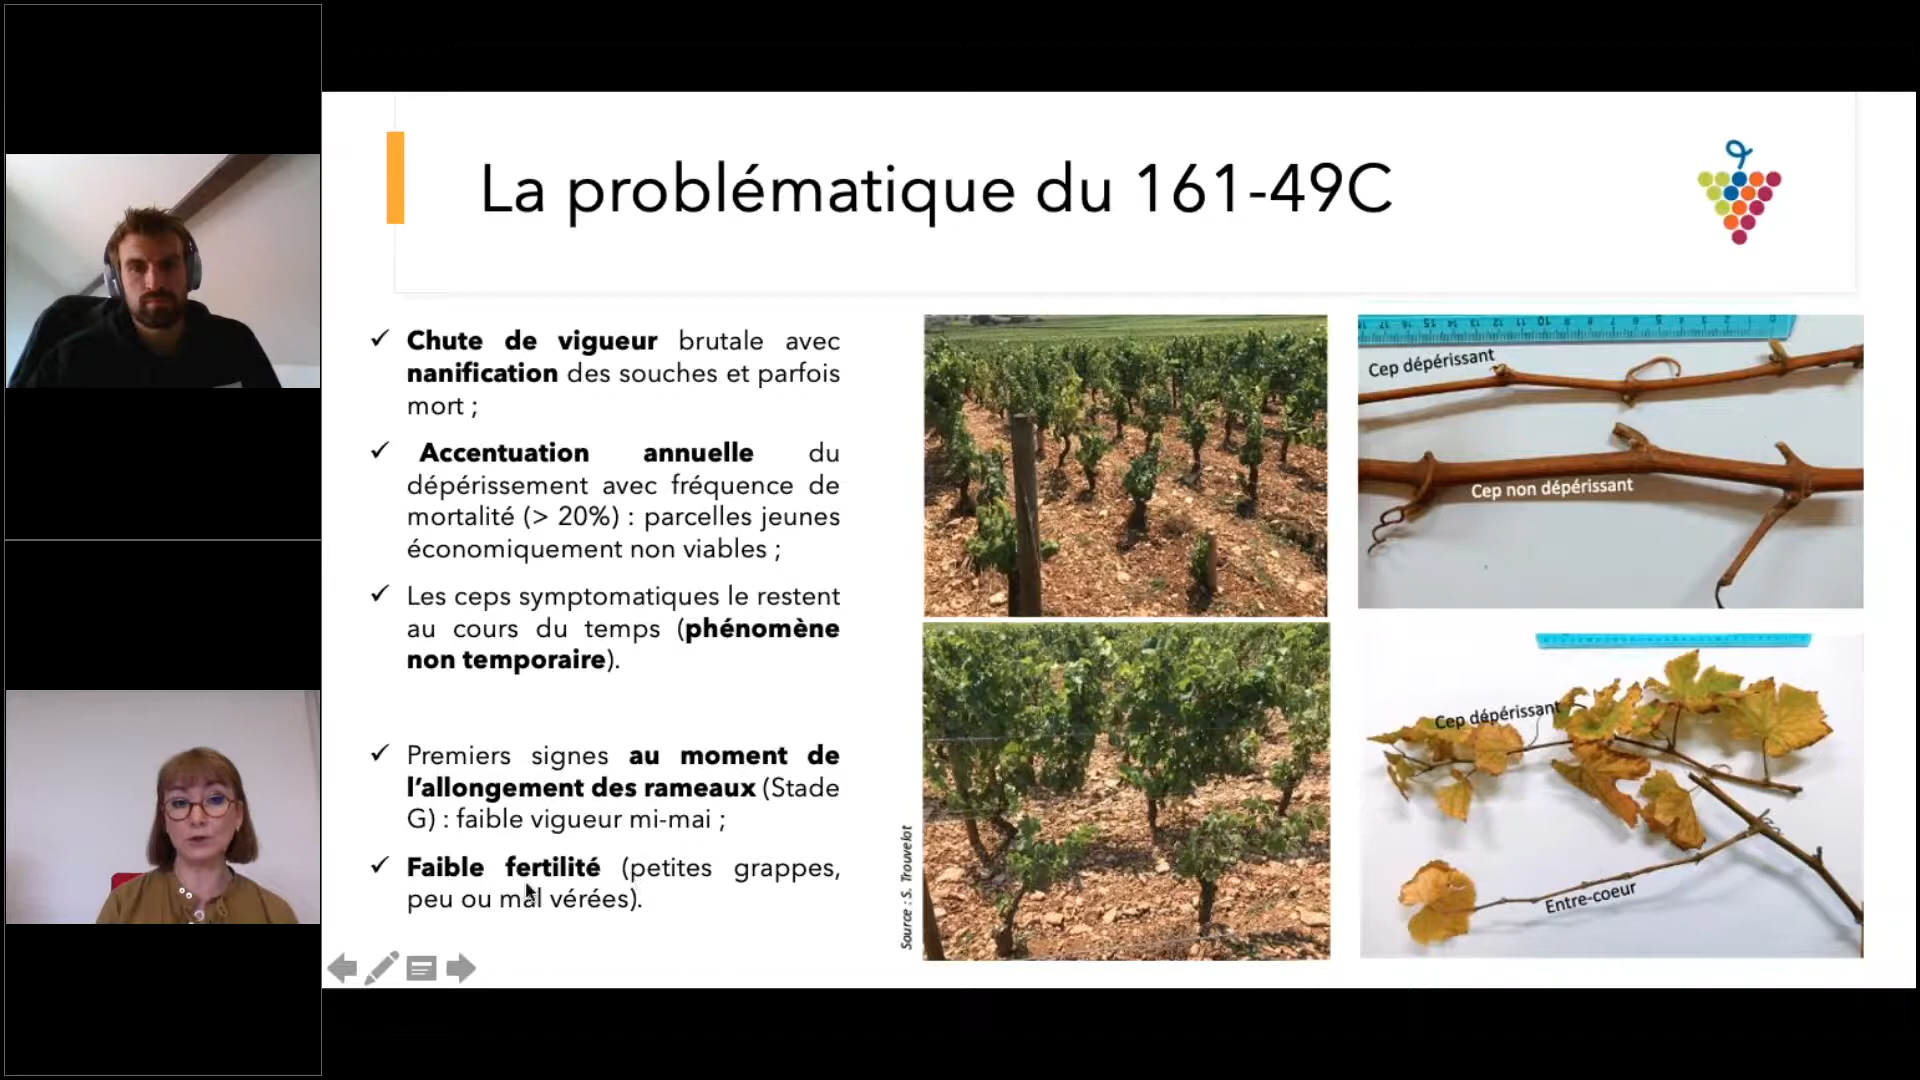 La problématique du 161-49C
✓ Chute de vigueur brutale avec
nanification des souches et parfois
mort ;
✓ Accentuation annuelle du
dépérissement avec fréquence de
mortalité (> 20%) : parcelles jeunes
économiquement non viables ;
✓ Les ceps symptomatiques le restent
au cours du temps (phénomène
non temporaire).
✓ Premiers signes au moment de
l’allongement des rameaux (Stade
G) : faible vigueur mi-mai ;
✓ Faible fertilité (petites grappes,
peu ou mal vérées).
Source : S. Trouvelot
Cep dépérissant
Cep non dépérissant
Cep dépérissant
Entre-coeur